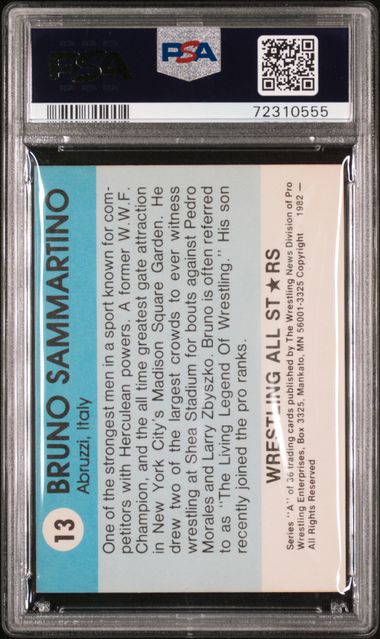 PSA
PSA
72310555
13 BRUNO SAMMARTINO
Abruzzi, Italy
One of the strongest men in a sport known for com-
petitors with Herculean powers. A former W.W.F.
Champion, and the all time greatest gate attraction
in New York City's Madison Square Garden. He
drew two of the largest crowds to ever witness
wrestling at Shea Stadium for bouts against Pedro
Morales and Larry Zbyszko. Bruno is often referred
to as "The Living Legend Of Wrestling." His son
recently joined the pro ranks.
WRESTLING ALL ST★RS
Series "A" of 36 trading cards published by The Wrestling News Division of Pro
Wrestling Enterprises, Box 3325, Mankato, MN 56001-3325 Copyright 1982 —
All Rights Reserved